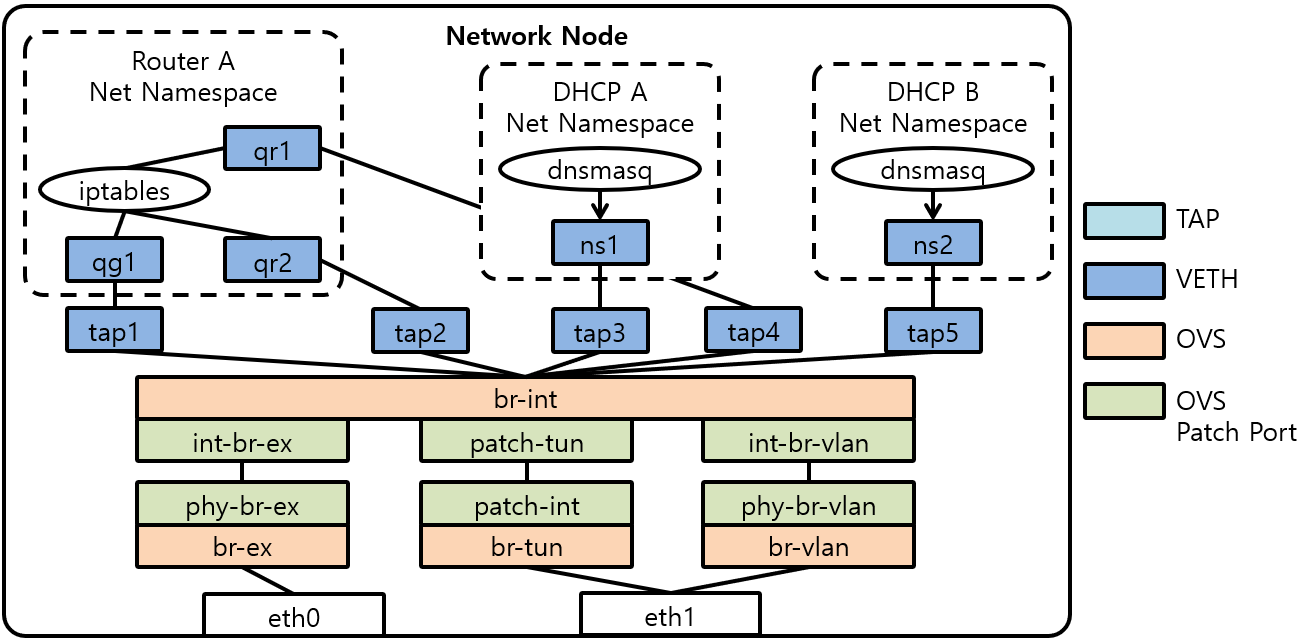 Network Node
Router A
Net Namespace
qr1
iptables
qg1
qr2
DHCP A
Net Namespace
dnsmasq
ns1
DHCP B
Net Namespace
dnsmasq
ns2
tap1
tap2
tap3
tap4
tap5
br-int
int-br-ex
patch-tun
int-br-vlan
phy-br-ex
patch-int
phy-br-vlan
br-ex
br-tun
br-vlan
eth0
eth1
TAP
VETH
OVS
OVS
Patch Port